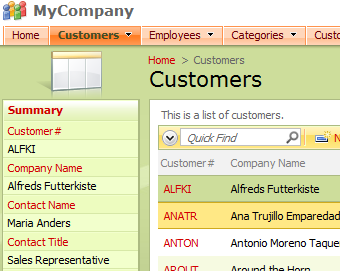 MyCompany
Home Customers Employees Categories
Home > Customers
Customers
Summary
Customer#
ALFKI
Company Name
Alfreds Futterkiste
Contact Name
Maria Anders
Contact Title
Sales Representative
This is a list of customers.
Quick Find
Customer# Company Name
ALFKI Alfreds Futterkiste
ANATR Ana Trujillo Emparedad
ANTON Antonio Moreno Taque
AROUT Around the Horn